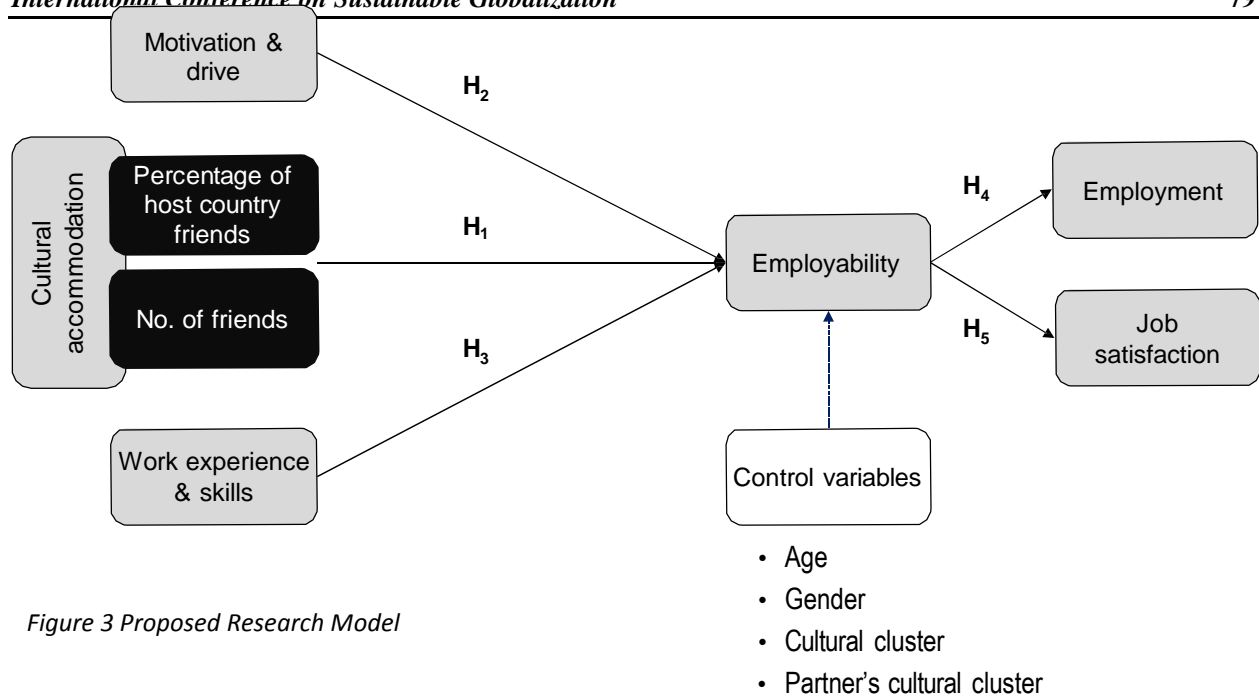 International Conference on Sustainable Globalization
79
Motivation &
drive
H2
Cultural
accommodation
Percentage of
host country
friends
No. of friends
H1
H3
Work experience
& skills
Employability
H4
Employment
H5
Job
satisfaction
Control variables
• Age
• Gender
• Cultural cluster
• Partner's cultural cluster
Figure 3 Proposed Research Model